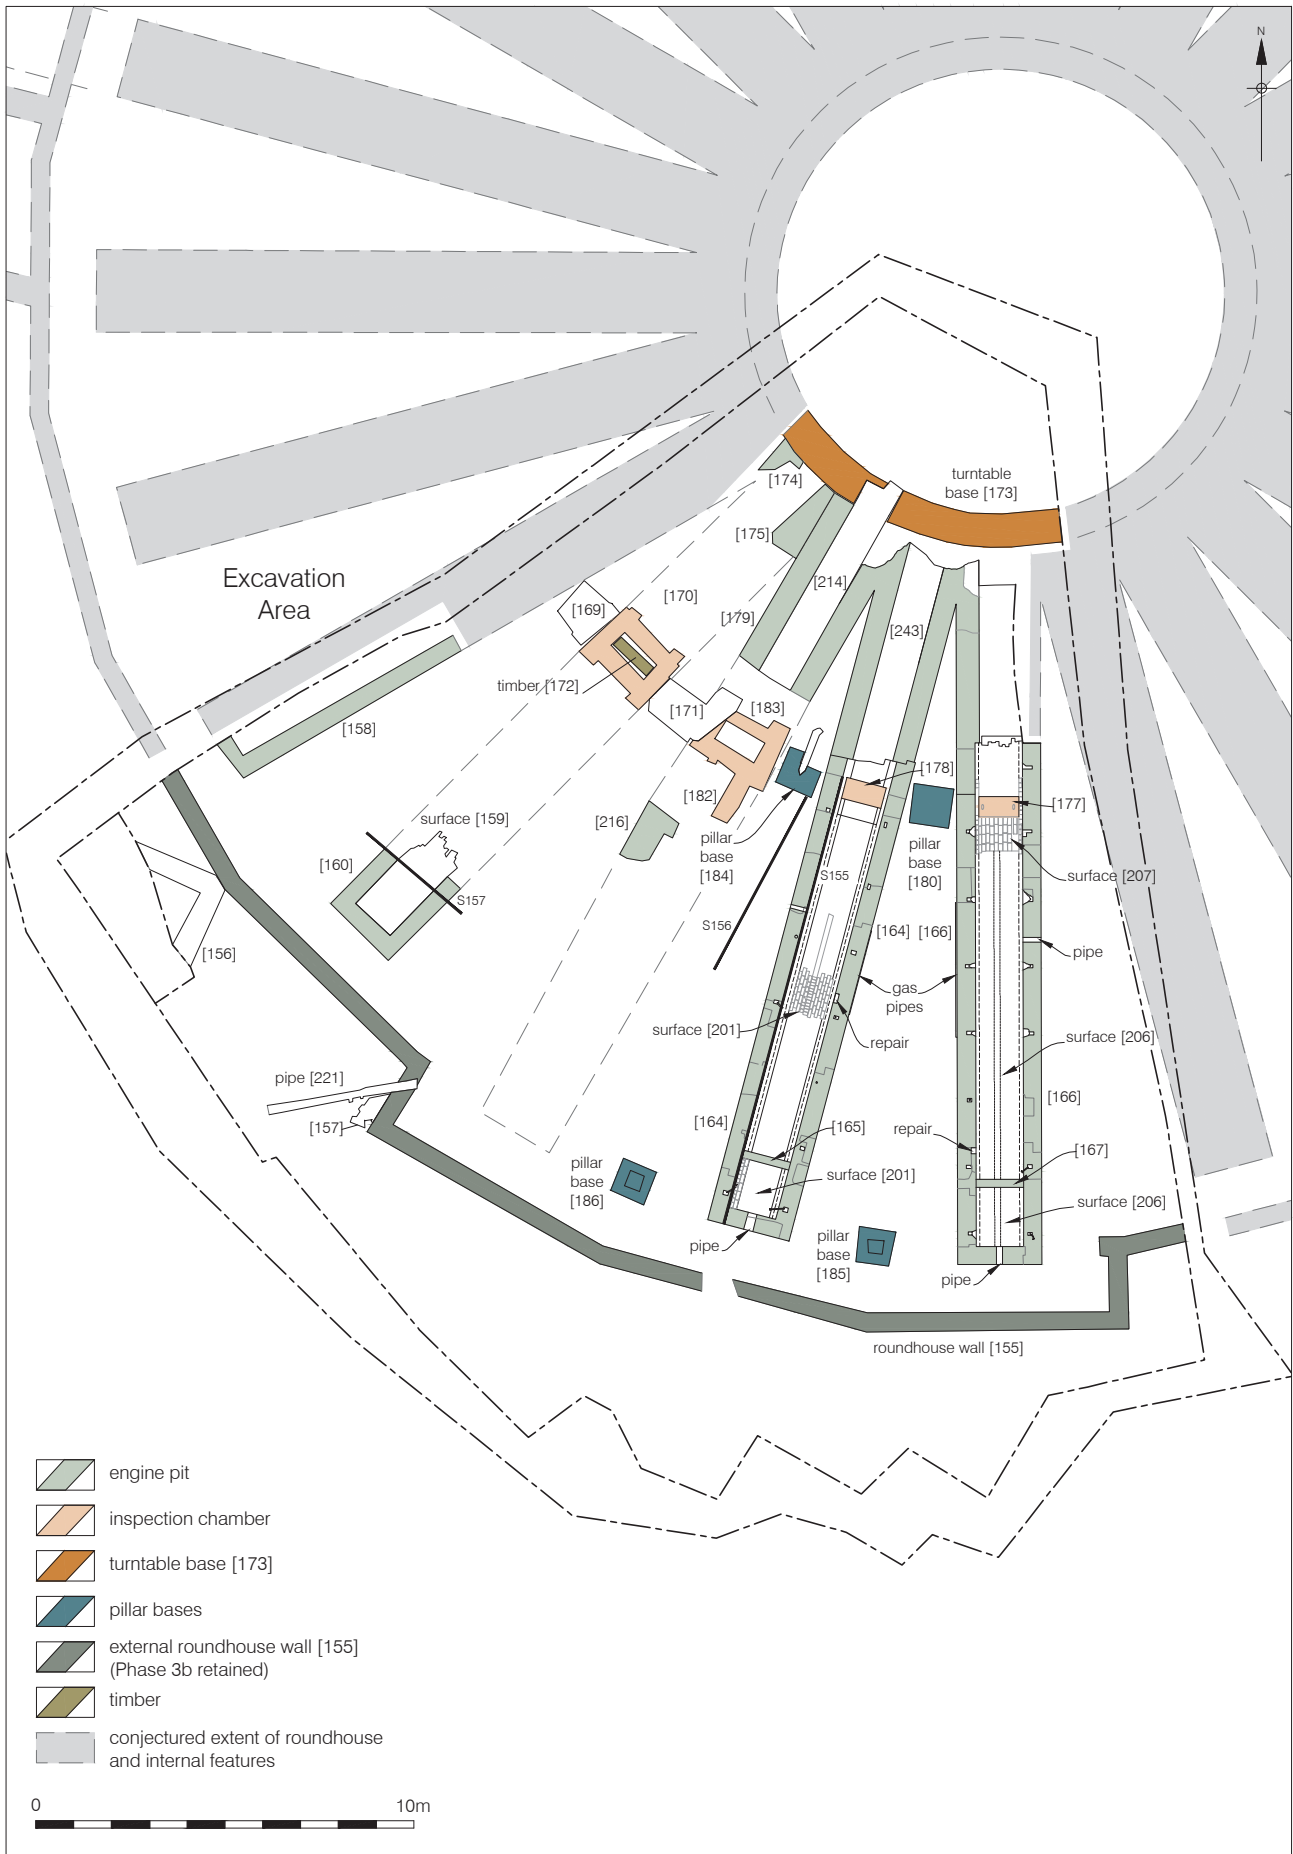 N
turntable
base [173]
[174]
[175]
Excavation
Area
[214]
[169]
[170]
[179]
[243]
timber [172]
[171]
[183]
[158]
[178]
[182]
[177]
surface [159]
[216]
pillar
base
[184]
pillar
base
[180]
[160]
S157
S155
surface [207]
S156
[164]
[166]
[156]
pipe
gas
pipes
surface [201]
repair
surface [206]
pipe [221]
[157]
[164]
[165]
[166]
repair
[167]
pillar
base
[186]
surface [201]
surface [206]
pipe
pillar
base
[185]
pipe
roundhouse wall [155]
engine pit
inspection chamber
turntable base [173]
pillar bases
external roundhouse wall [155]
(Phase 3b retained)
timber
conjectured extent of roundhouse
and internal features
0 10m